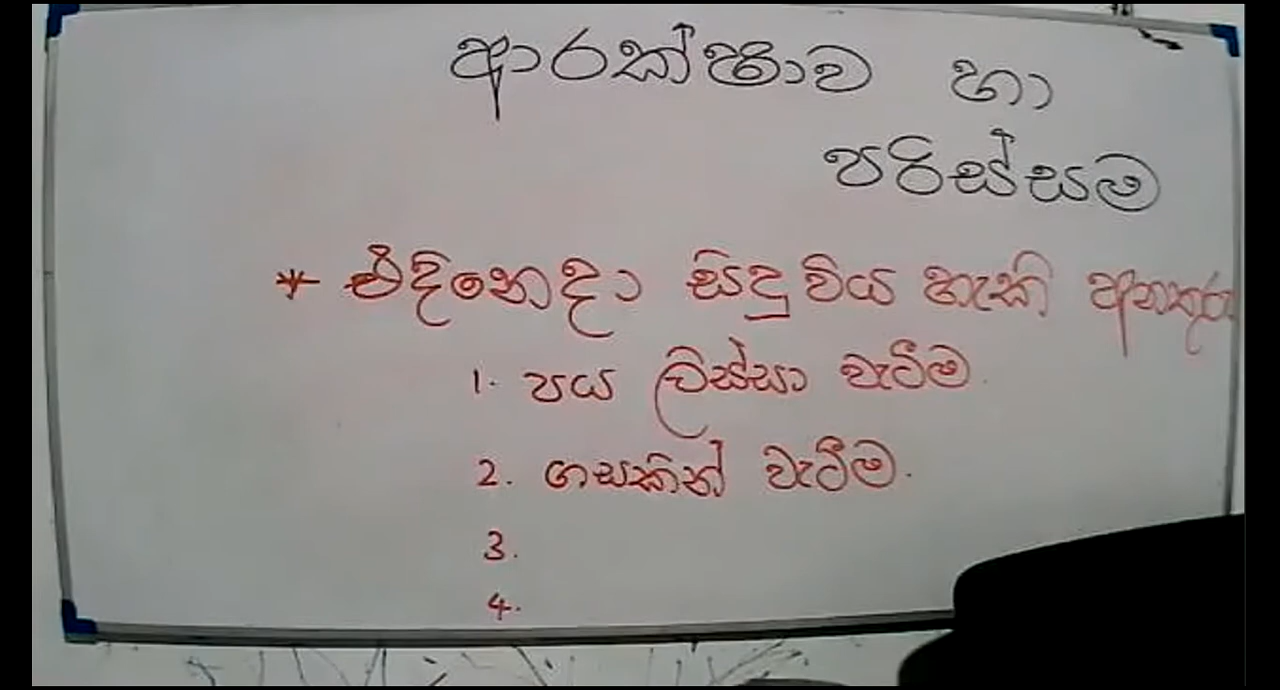 ආරක්ෂාව හා
පරිස්සම
* එදිනෙදා සිදුවිය හැකි අනතුරු
1. පය ලිස්සා වැටීම
2. ගසකින් වැටීම.
3.
4.